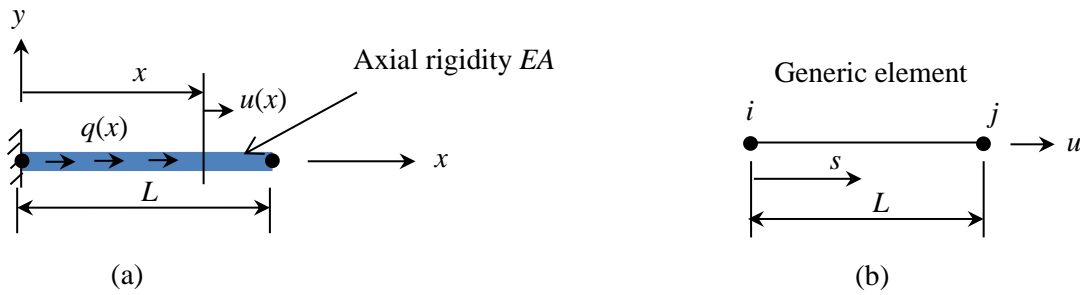 y
Axial rigidity EA
x
u(x)
q(x)
x
L
(a)
Generic element
i
j
u
s
L
(b)